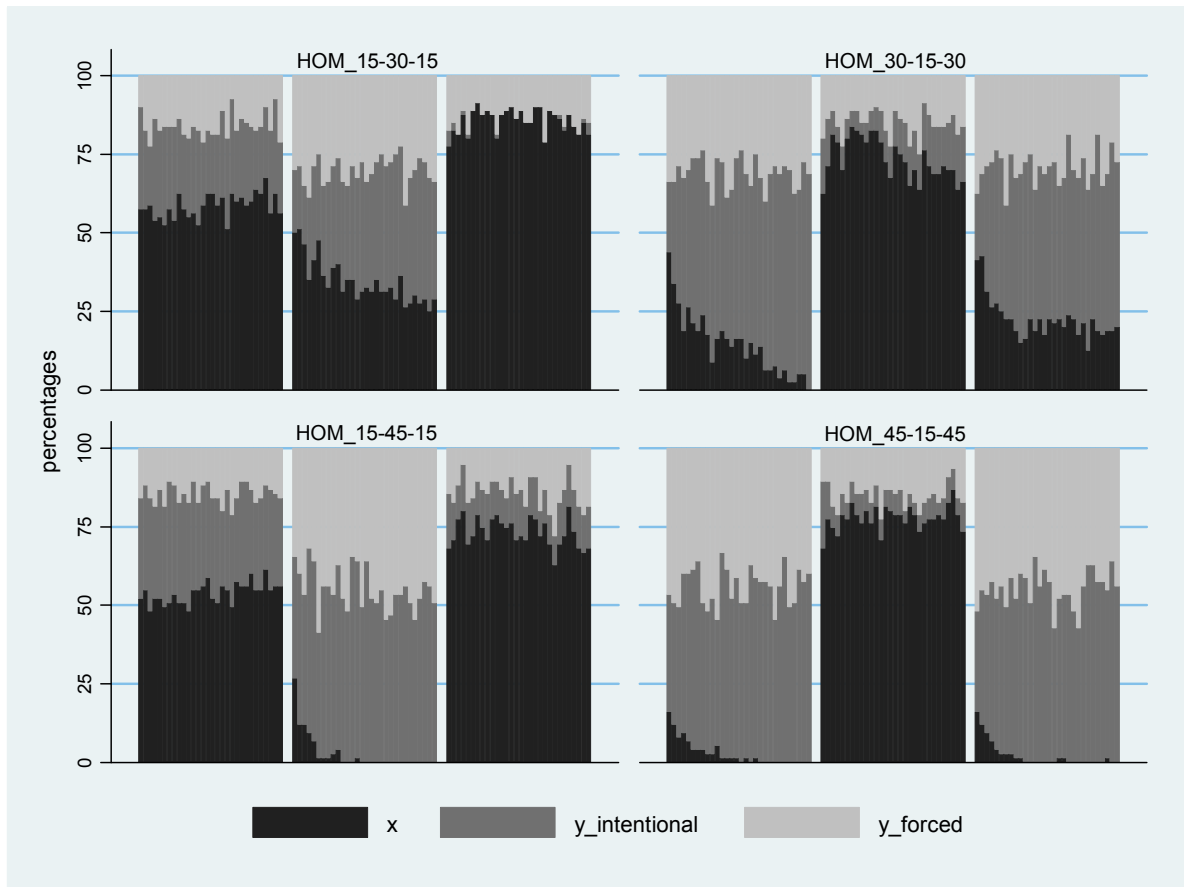 HOM_15-30-15
HOM_30-15-30
100
75
50
25
0
HOM_15-45-15
HOM_45-15-45
100
75
50
25
0
percentages
x
y_intentional
y_forced